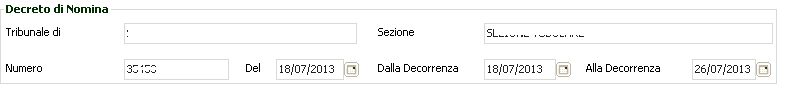 Decreto di Nomina
Tribunale di Sezione
Numero Del 18/07/2013 Dalla Decorrenza 18/07/2013 Alla Decorrenza 26/07/2013